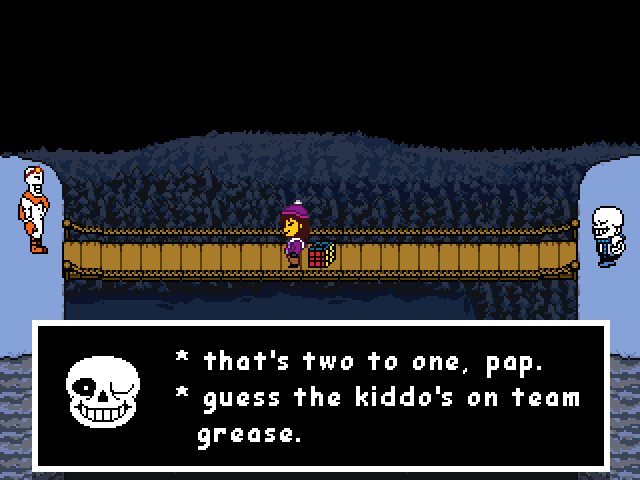 * that's two to one, pap.
* guess the kiddo's on team
grease.